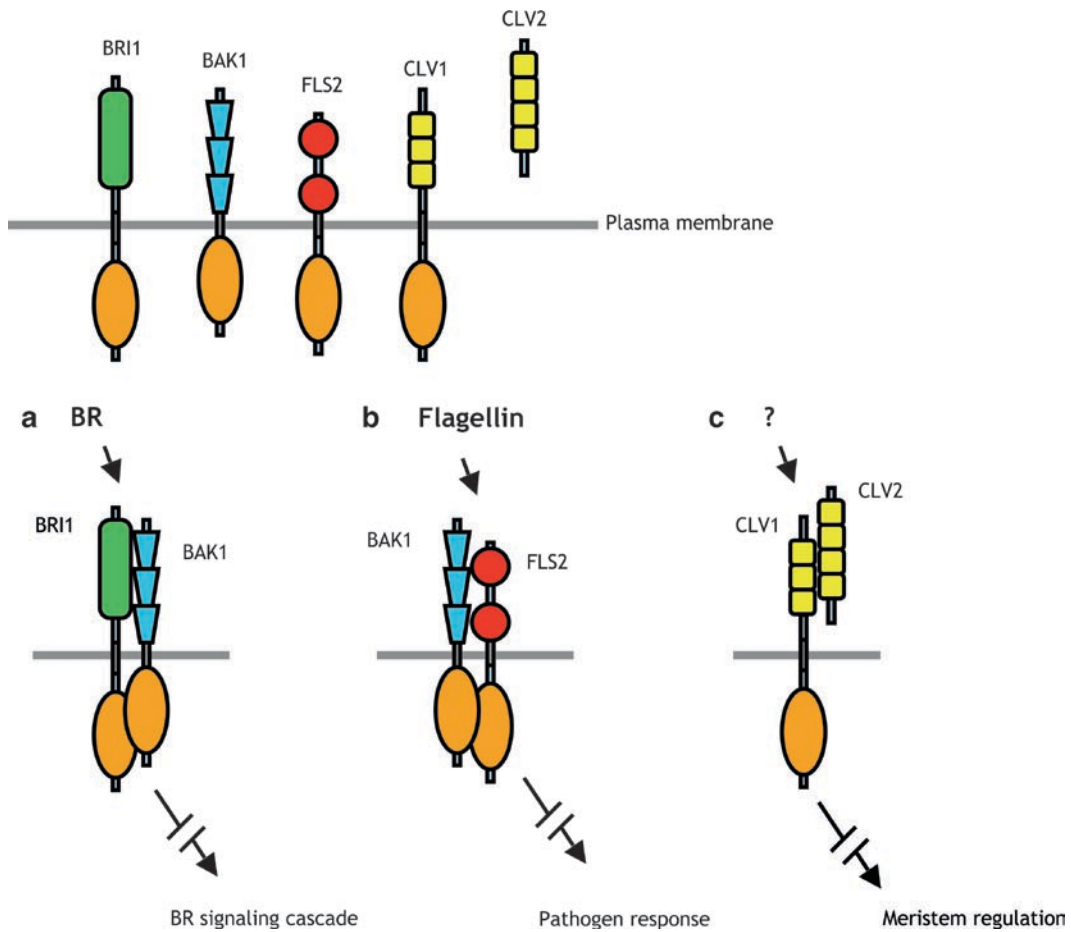 CLV2
BRI1
BAK1
FLS2
CLV1
Plasma membrane
a BR
BRI1
BAK1
BR signaling cascade
b Flagellin
BAK1
FLS2
Pathogen response
c ?
CLV1
CLV2
Meristem regulation